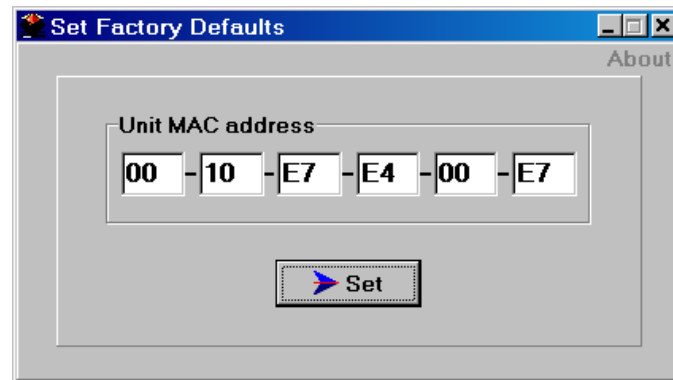 Set Factory Defaults
About
Unit MAC address
00 - 10 - E7 - E4 - 00 - E7
Set